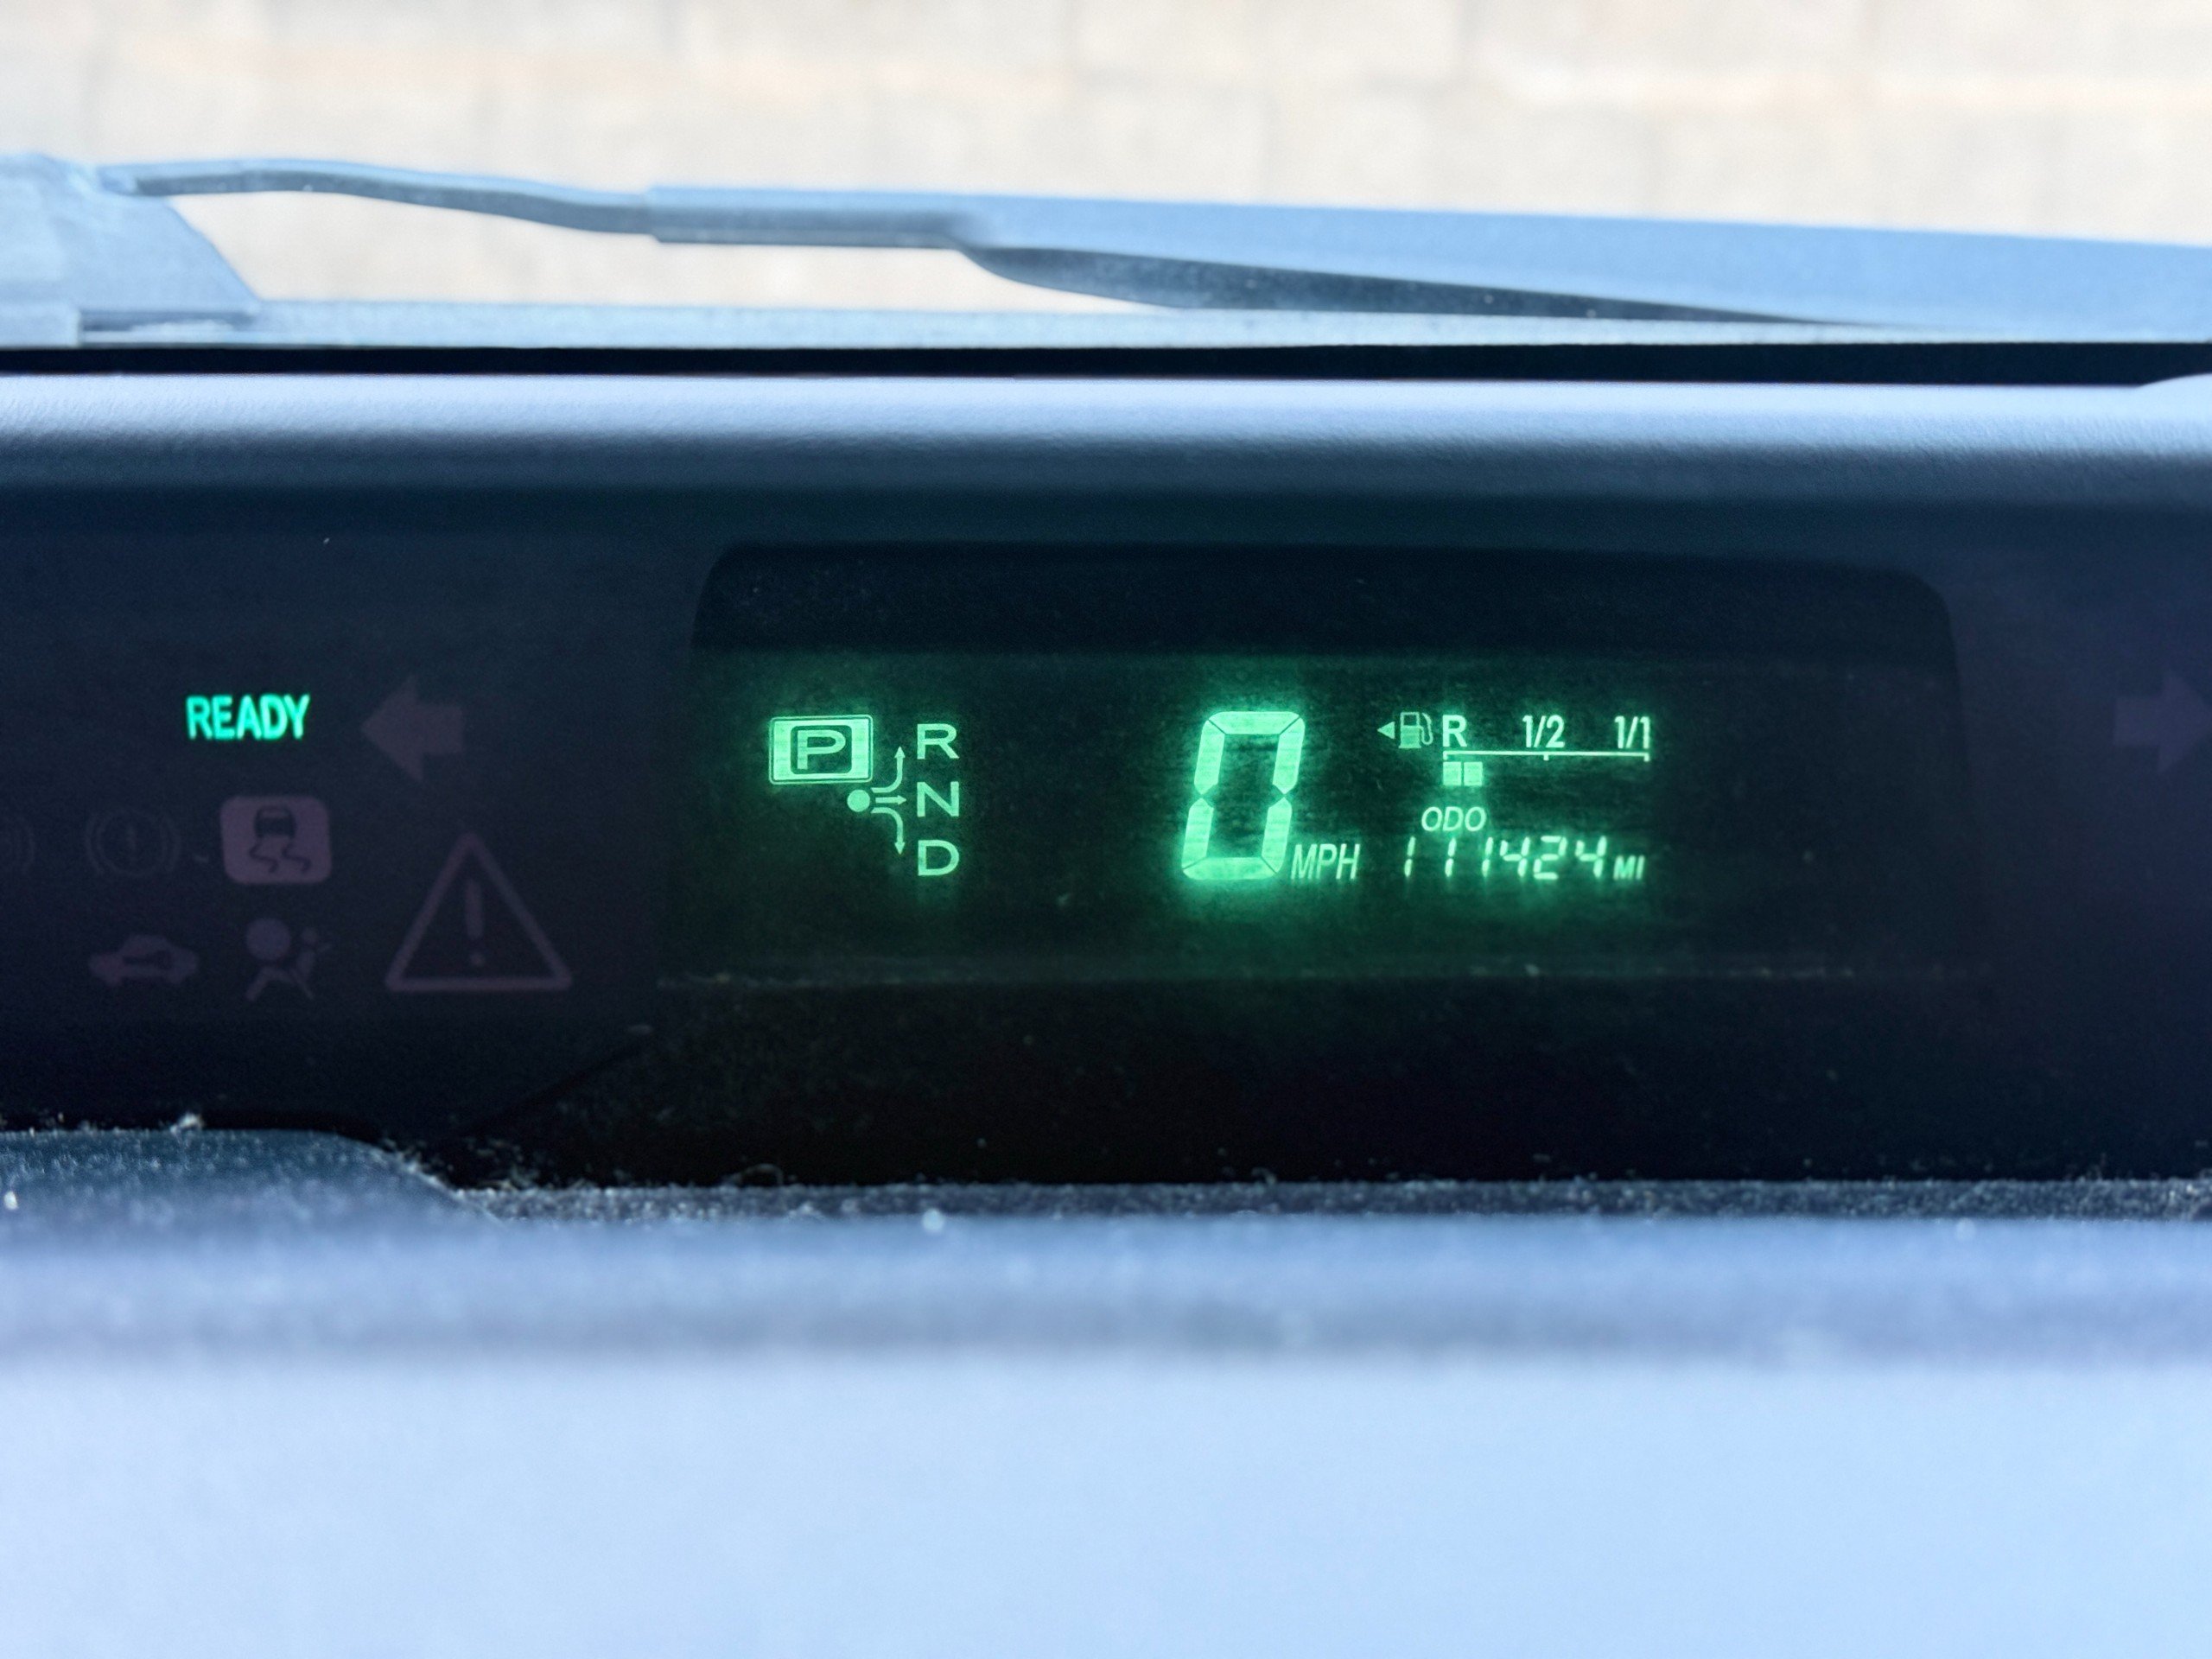 READY
P
R
N
D
0 MPH
R 1/2 1/1
ODO
111424 MI